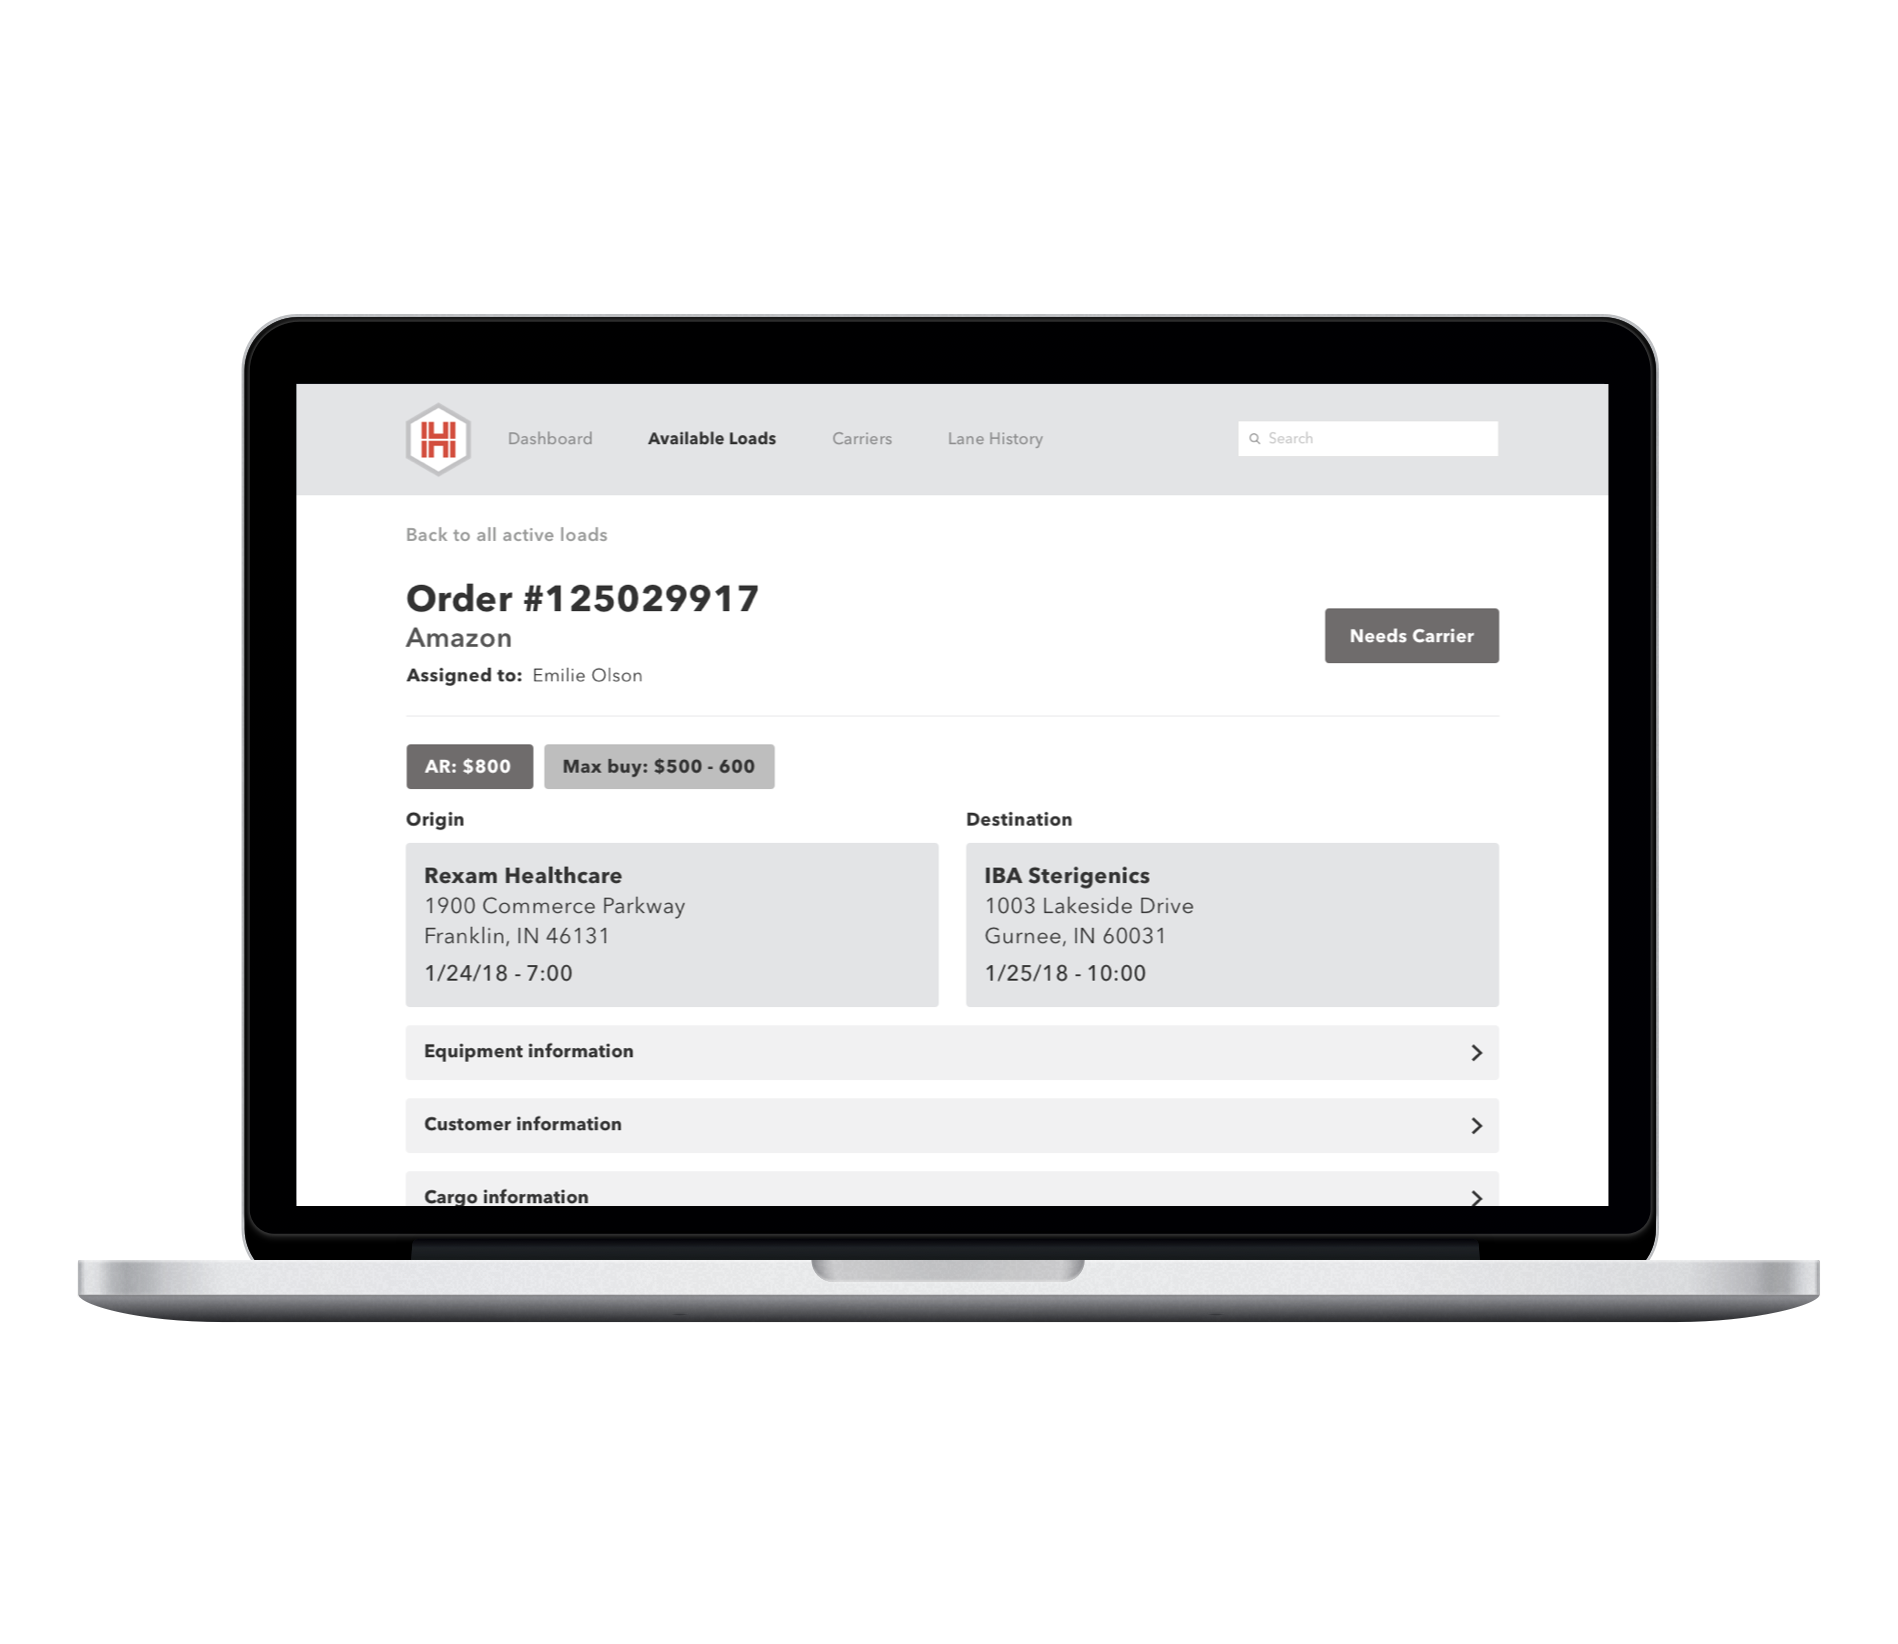 Dashboard
Available Loads
Carriers
Lane History
Search
Back to all active loads
Order #125029917
Amazon
Needs Carrier
Assigned to: Emilie Olson
AR: $800
Max buy: $500 - 600
Origin
Rexam Healthcare
1900 Commerce Parkway
Franklin, IN 46131
1/24/18 - 7:00
Destination
IBA Sterigenics
1003 Lakeside Drive
Gurnee, IN 60031
1/25/18 - 10:00
Equipment information
Customer information
Cargo information